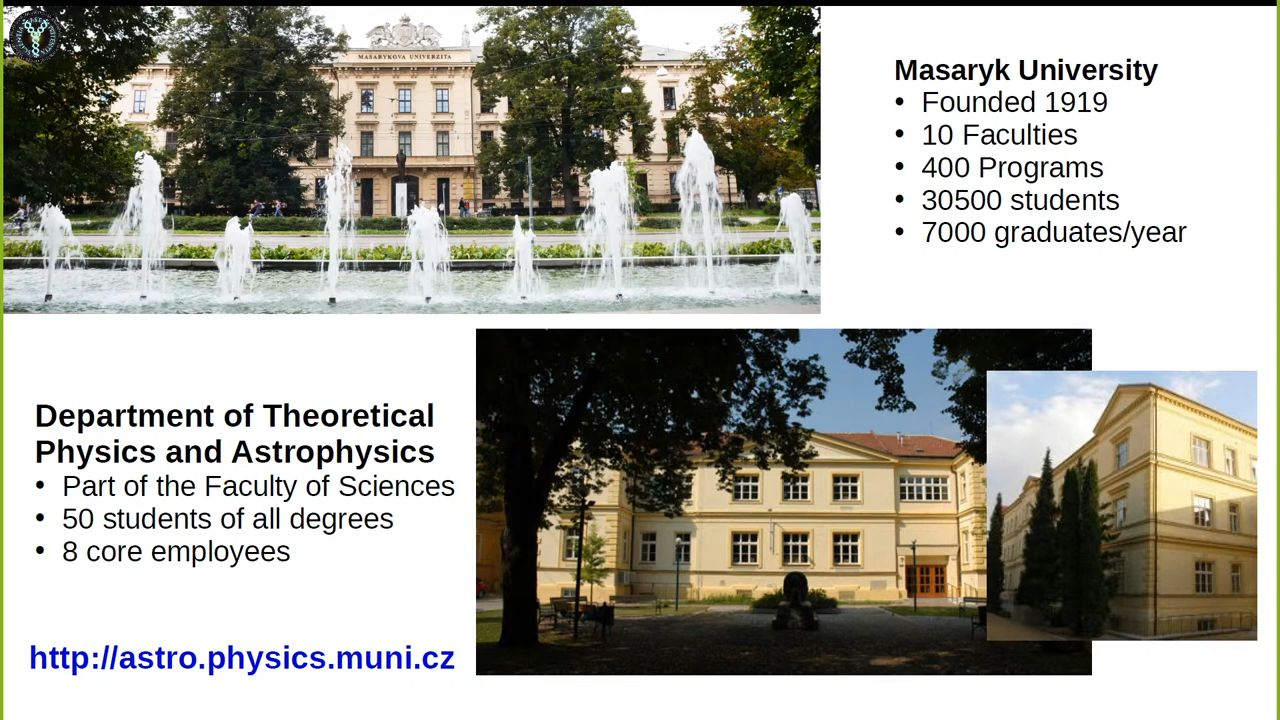 MASARYKOVA UNIVERZITA
Masaryk University
• Founded 1919
• 10 Faculties
• 400 Programs
• 30500 students
• 7000 graduates/year
Department of Theoretical
Physics and Astrophysics
• Part of the Faculty of Sciences
• 50 students of all degrees
• 8 core employees
http://astro.physics.muni.cz